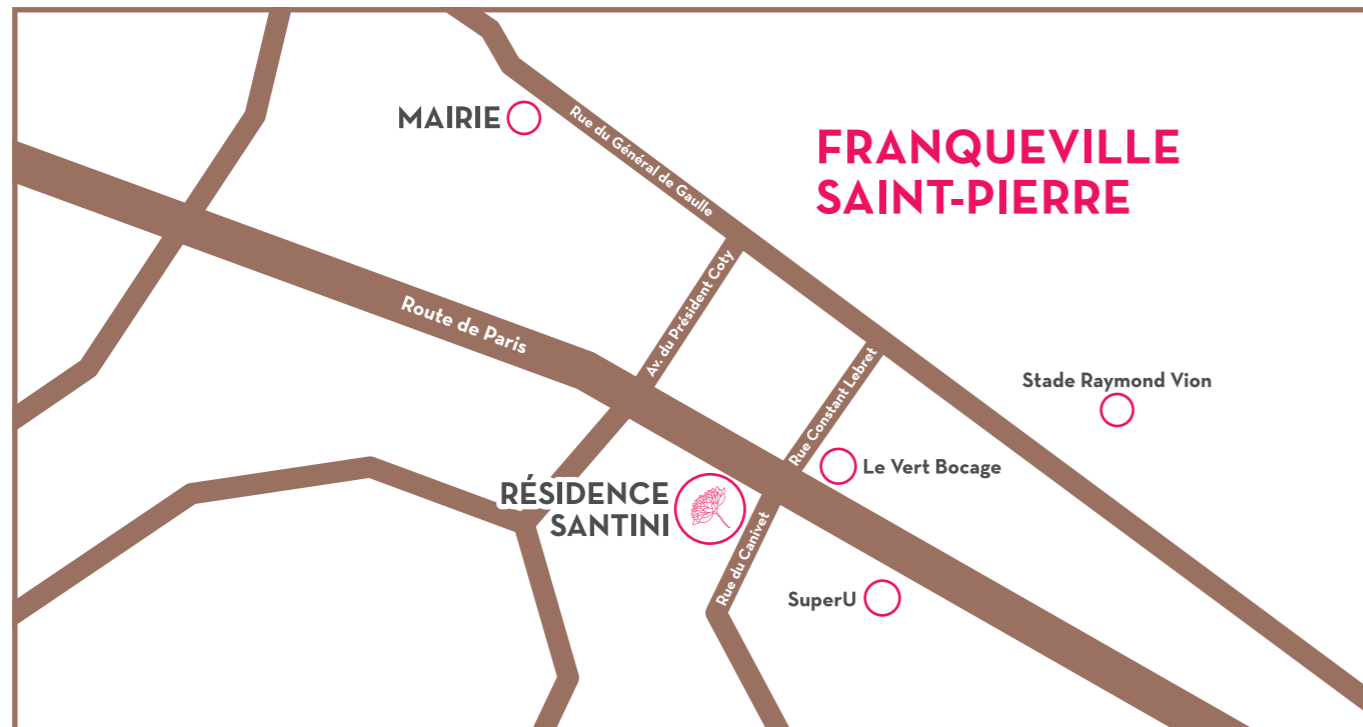 MAIRIE
Rue du Général de Gaulle
FRANQUEVILLE
SAINT-PIERRE
Av. du Président Coty
Route de Paris
Rue Constant Lebret
Stade Raymond Vion
Le Vert Bocage
RÉSIDENCE
SANTINI
Rue du Canivet
SuperU